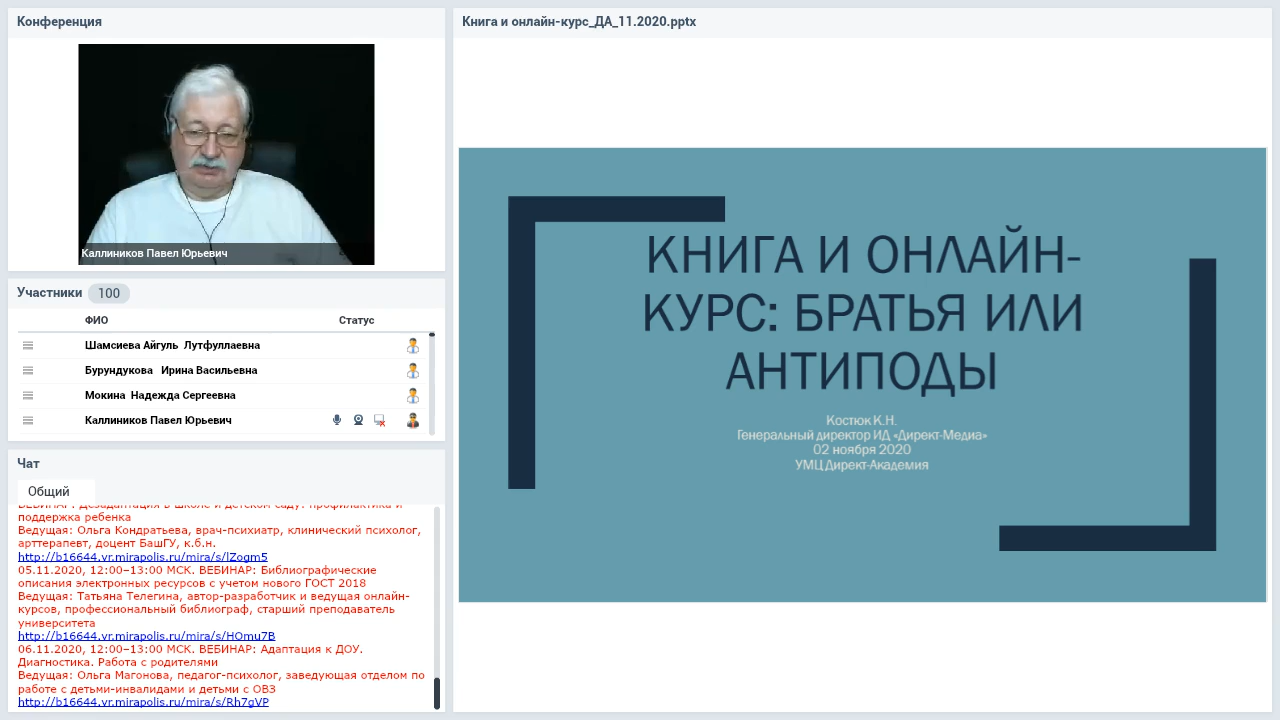 Конференция
Каллиников Павел Юрьевич
Участники 100
ФИО Статус
Шамсиева Айгуль Лутфуллаевна
Бурундукова Ирина Васильевна
Мокина Надежда Сергеевна
Каллиников Павел Юрьевич
Чат
Общий
ВЕБИНАР: Дезадаптация в школе и детском саду: профилактика и
поддержка ребенка
Ведущая: Ольга Кондратьева, врач-психиатр, клинический психолог,
арттерапевт, доцент БашГУ, к.б.н.
http://b16644.vr.mirapolis.ru/mira/s/lZogm5
05.11.2020, 12:00–13:00 МСК. ВЕБИНАР: Библиографические
описания электронных ресурсов с учетом нового ГОСТ 2018
Ведущая: Татьяна Телегина, автор-разработчик и ведущая онлайн-
курсов, профессиональный библиограф, старший преподаватель
университета
http://b16644.vr.mirapolis.ru/mira/s/HOmu7B
06.11.2020, 12:00–13:00 МСК. ВЕБИНАР: Адаптация к ДОУ.
Диагностика. Работа с родителями
Ведущая: Ольга Магонова, педагог-психолог, заведующая отделом по
работе с детьми-инвалидами и детьми с ОВЗ
http://b16644.vr.mirapolis.ru/mira/s/Rh7gVP
Книга и онлайн-курс_ДА_11.2020.pptx
КНИГА И ОНЛАЙН-
КУРС: БРАТЬЯ ИЛИ
АНТИПОДЫ
Костюк К.Н.
Генеральный директор ИД «Директ-Медиа»
02 ноября 2020
УМЦ Директ-Академия